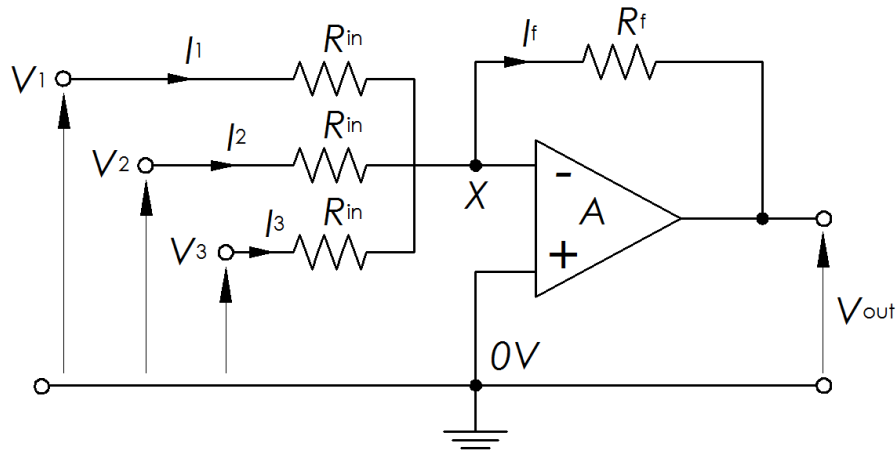 I1 Rin If Rf
V1
Rin
I2
V2
X
- A
I3 Rin
V3
+
Vout
0V